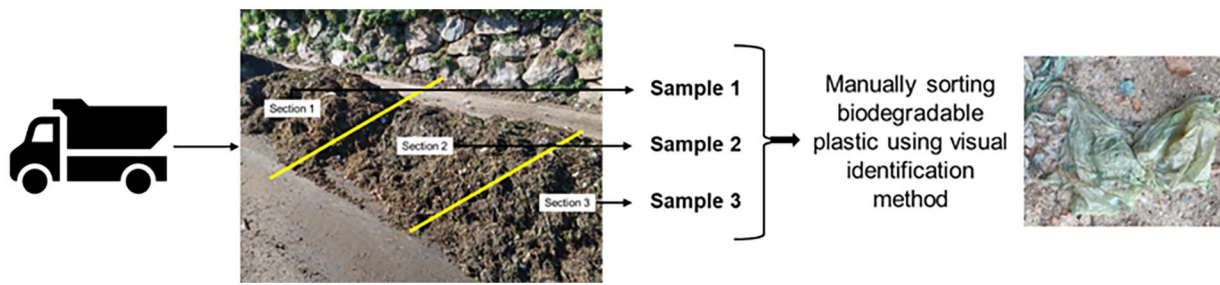 Section 1
Section 2
Section 3
Sample 1
Sample 2
Sample 3
Manually sorting
biodegradable
plastic using visual
identification
method